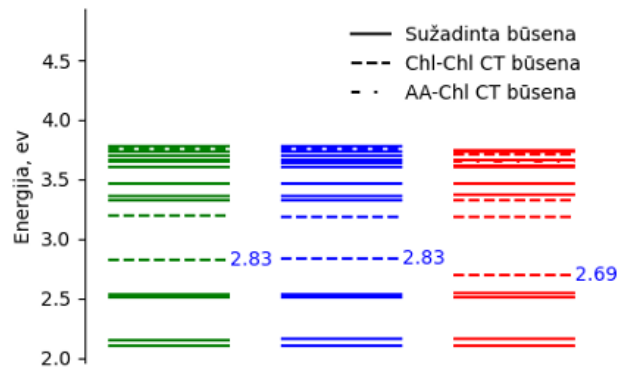 Sužadinta būsena
Chl-Chl CT būsena
AA-Chl CT būsena
Energija, ev
4.5
4.0
3.5
3.0
2.5
2.0
2.83
2.83
2.69